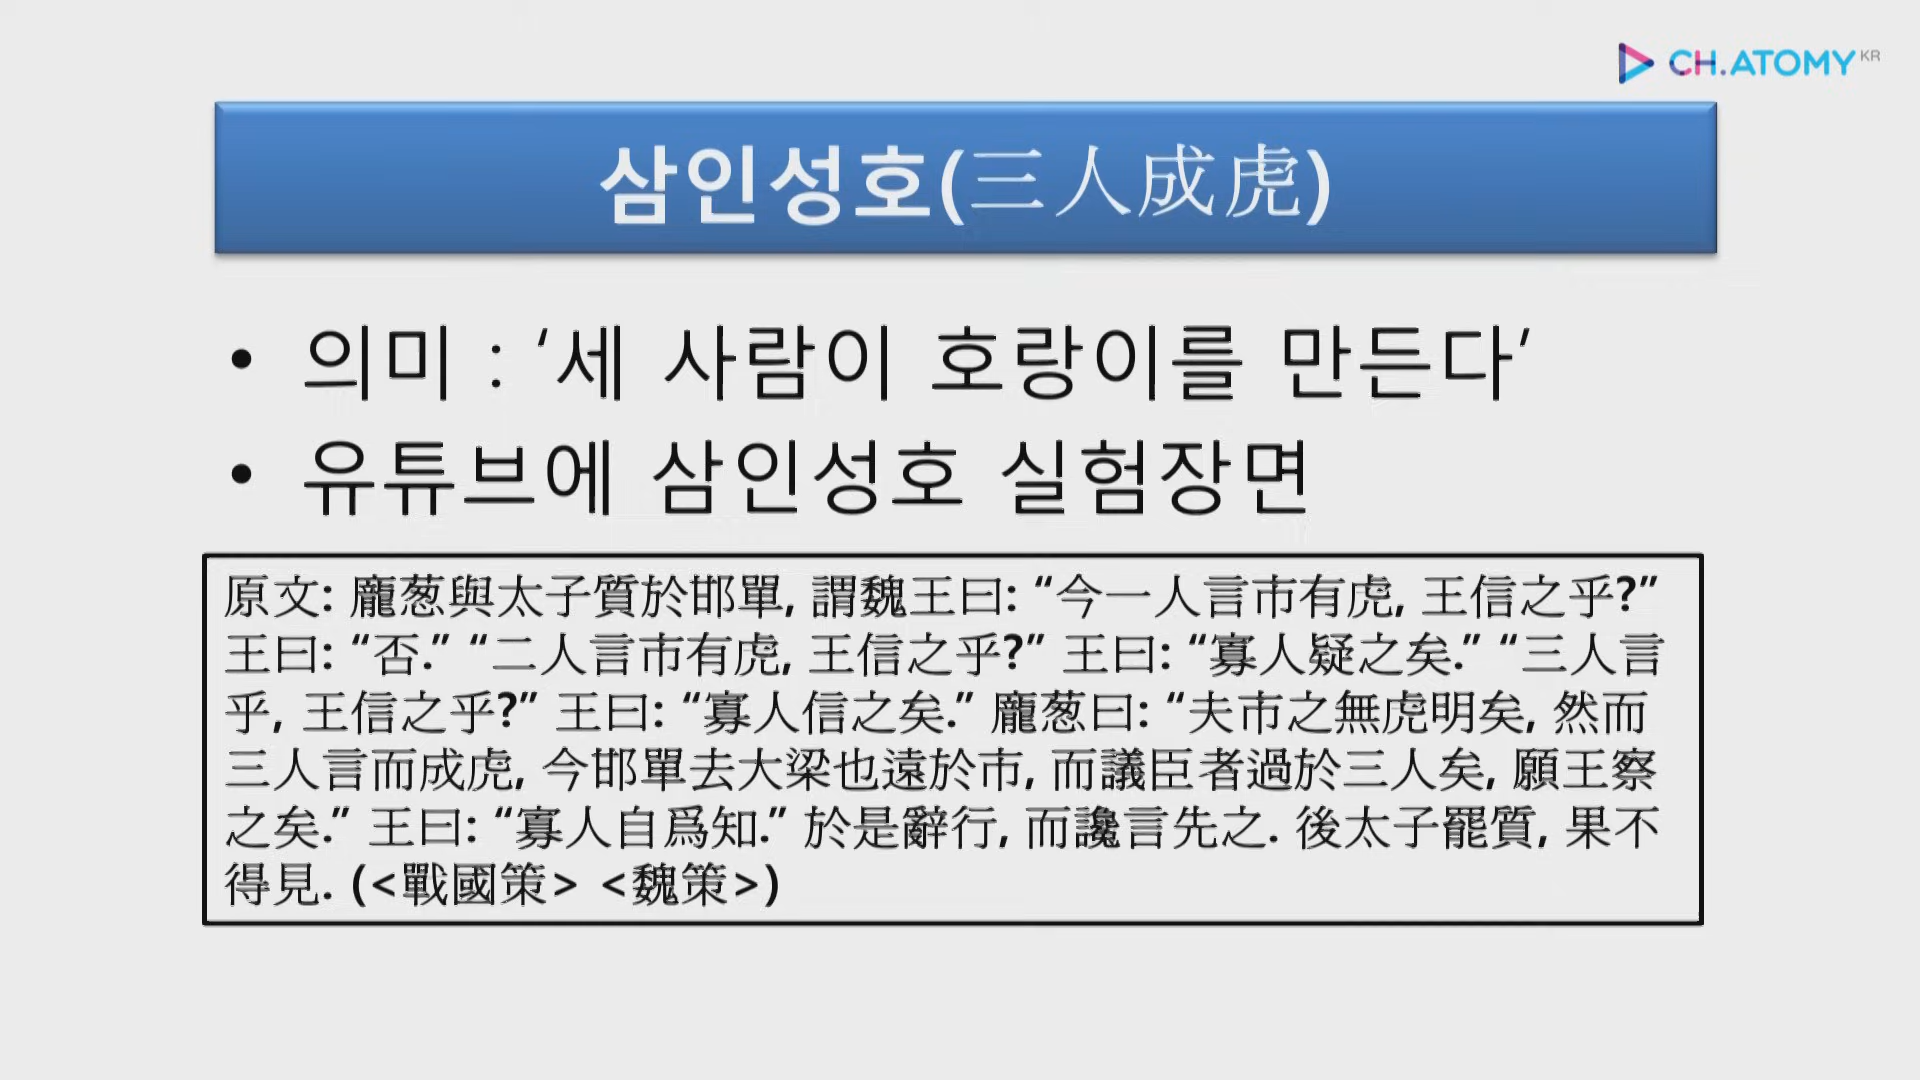 CH.ATOMY KR
삼인성호(三人成虎)
• 의미 : ‘세 사람이 호랑이를 만든다’
• 유튜브에 삼인성호 실험장면
原文: 龐葱與太子質於邯單, 謂魏王曰: “今一人言市有虎, 王信之乎?”
王曰: “否.” “二人言市有虎, 王信之乎?” 王曰: “寡人疑之矣.” “三人言
乎, 王信之乎?” 王曰: “寡人信之矣.” 龐葱曰: “夫市之無虎明矣, 然而
三人言而成虎, 今邯單去大梁也遠於市, 而議臣者過於三人矣, 願王察
之矣.” 王曰: “寡人自爲知.” 於是辭行, 而讒言先之. 後太子罷質, 果不
得見. (<戰國策> <魏策>)